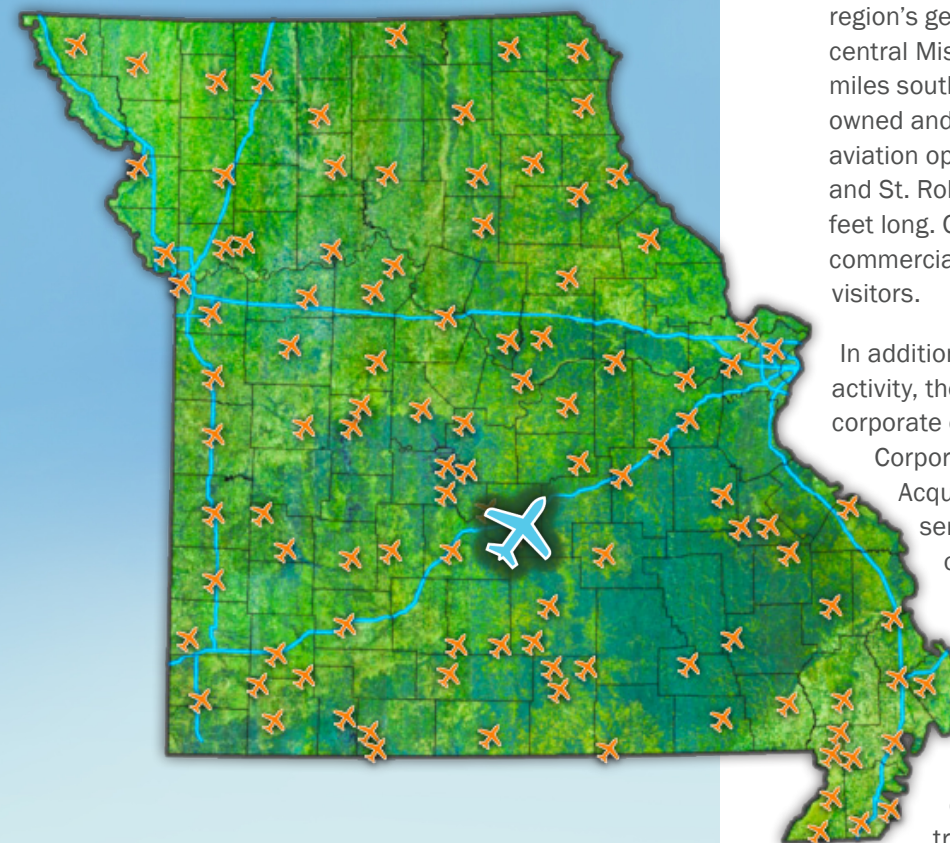 region's ge
central Mis
miles south
owned and
aviation op
and St. Rol
feet long. C
commercia
visitors.
In addition
activity, the
corporate
Corpor
Acqu
ser
tr